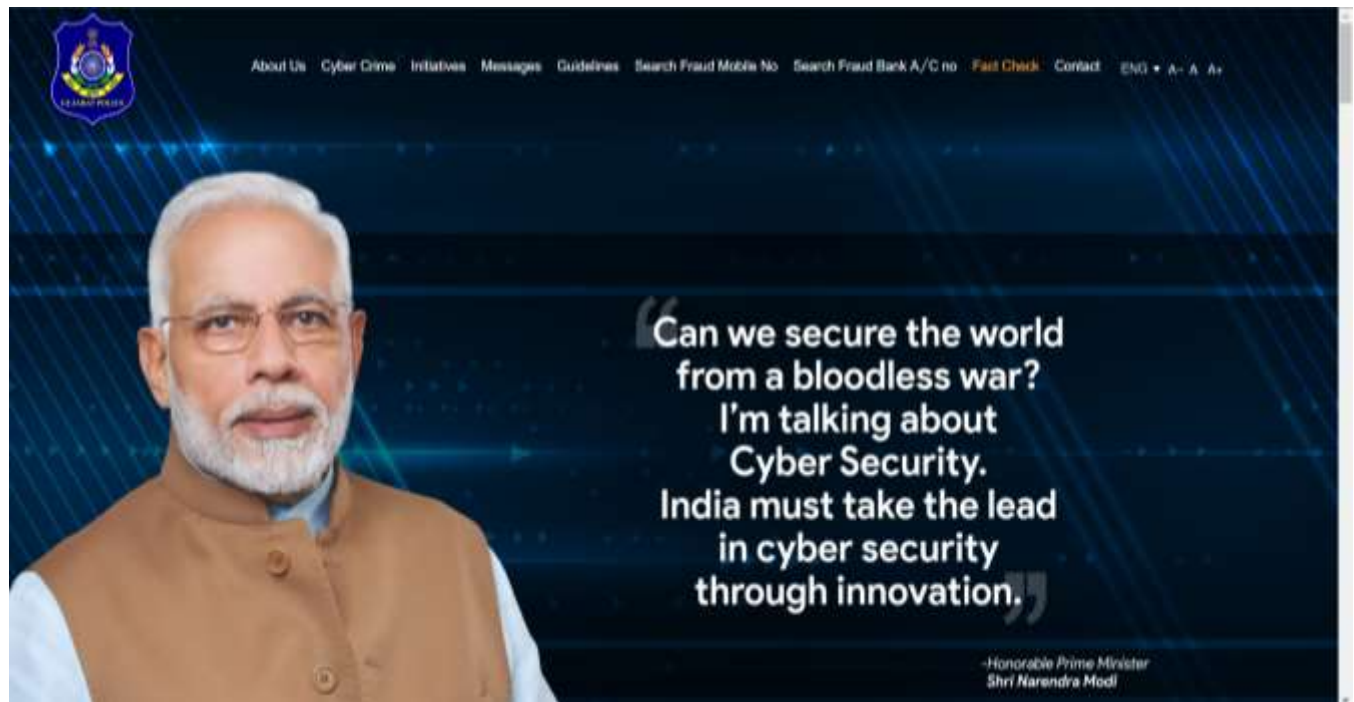 GUJARAT POLICE
About Us Cyber Crime Initiatives Messages Guidelines Search Fraud Mobile No Search Fraud Bank A/C no Fact Check Contact ENG ▾ A- A A+
“Can we secure the world
from a bloodless war?
I'm talking about
Cyber Security.
India must take the lead
in cyber security
through innovation.”
-Honorable Prime Minister
Shri Narendra Modi